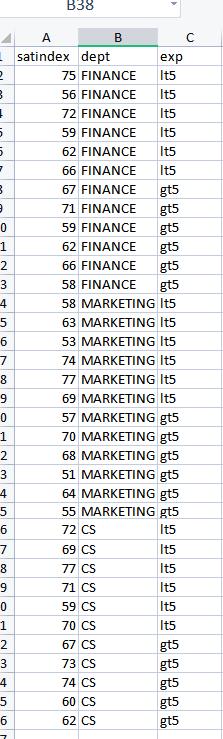 B38
A B C
1 satindex dept exp
2 75 FINANCE lt5
3 56 FINANCE lt5
4 72 FINANCE lt5
5 59 FINANCE lt5
6 62 FINANCE lt5
7 66 FINANCE lt5
8 67 FINANCE gt5
9 71 FINANCE gt5
0 59 FINANCE gt5
1 62 FINANCE gt5
2 66 FINANCE gt5
3 58 FINANCE gt5
4 58 MARKETING lt5
5 63 MARKETING lt5
6 53 MARKETING lt5
7 74 MARKETING lt5
8 77 MARKETING lt5
9 69 MARKETING lt5
0 57 MARKETING gt5
1 70 MARKETING gt5
2 68 MARKETING gt5
3 51 MARKETING gt5
4 64 MARKETING gt5
5 55 MARKETING gt5
6 72 CS lt5
7 69 CS lt5
8 77 CS lt5
9 71 CS lt5
0 59 CS lt5
1 70 CS lt5
2 67 CS gt5
3 73 CS gt5
4 74 CS gt5
5 60 CS gt5
6 62 CS gt5
7